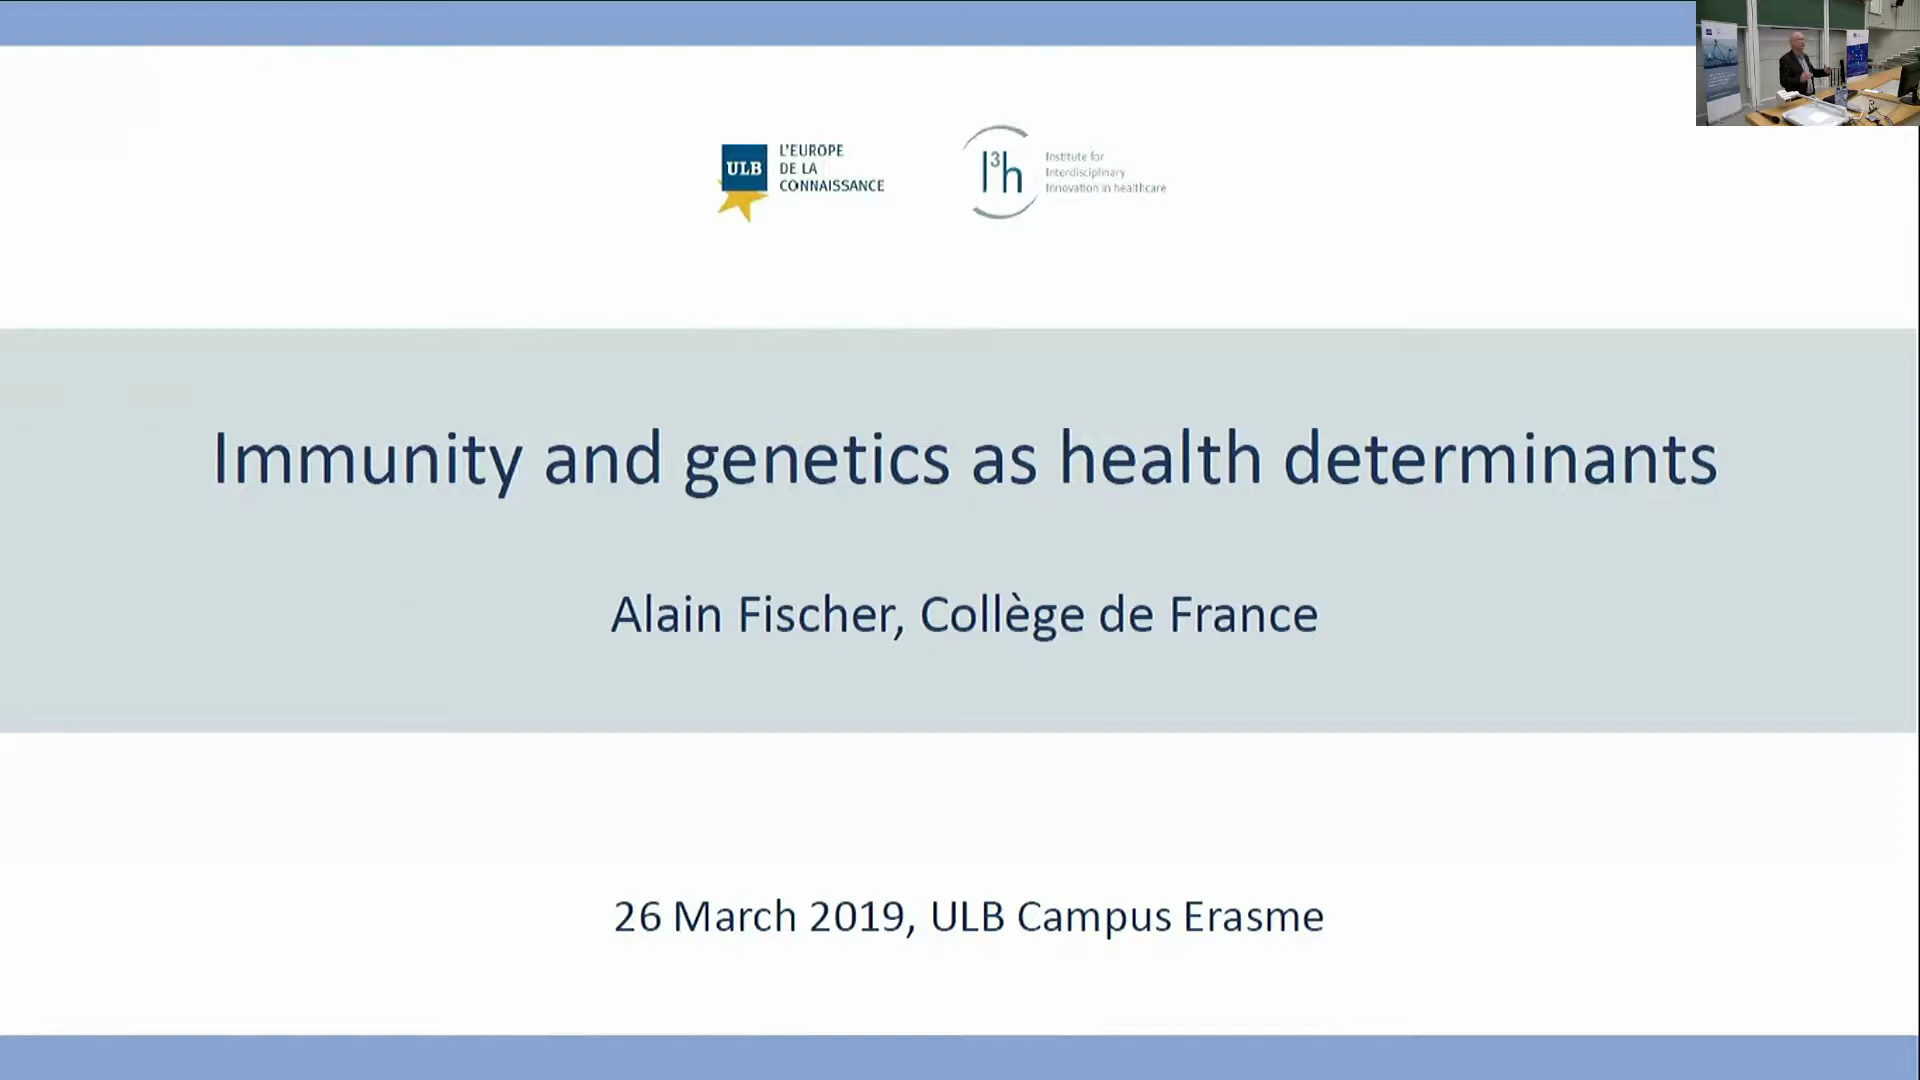 ULB
L'EUROPE
DE LA
CONNAISSANCE
I³h
Institute for
Interdisciplinary
Innovation in healthcare
Immunity and genetics as health determinants
Alain Fischer, Collège de France
26 March 2019, ULB Campus Erasme